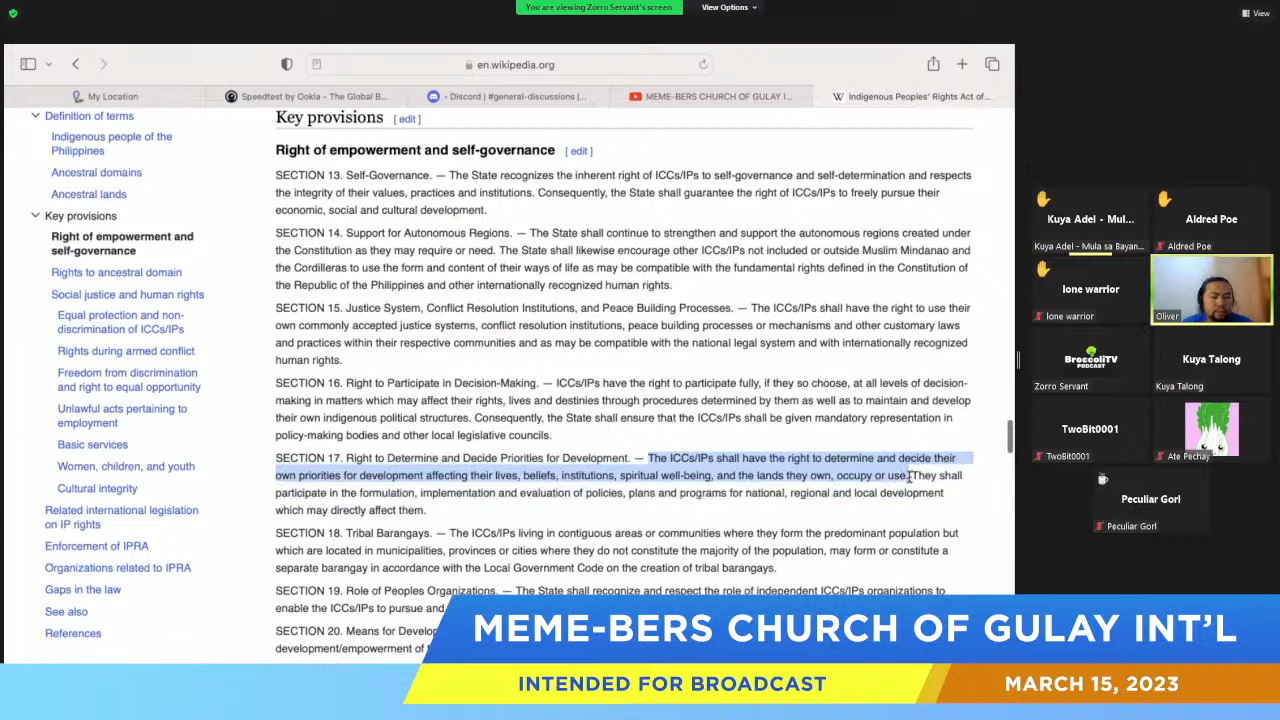 You are viewing Zorro Servant's screen
View Options
View
en.wikipedia.org
My Location
Speedtest by Ookla - The Global B...
- Discord | #general-discussions |...
MEME-BERS CHURCH OF GULAY I...
Indigenous Peoples' Rights Act of...
Definition of terms
Indigenous people of the
Philippines
Ancestral domains
Ancestral lands
Key provisions
Right of empowerment and
self-governance
Rights to ancestral domain
Social justice and human rights
Equal protection and non-
discrimination of ICCs/IPs
Rights during armed conflict
Freedom from discrimination
and right to equal opportunity
Unlawful acts pertaining to
employment
Basic services
Women, children, and youth
Cultural integrity
Related international legislation
on IP rights
Enforcement of IPRA
Organizations related to IPRA
Gaps in the law
See also
References
Key provisions [ edit ]
Right of empowerment and self-governance [ edit ]
SECTION 13. Self-Governance. — The State recognizes the inherent right of ICCs/IPs to self-governance and self-determination and respects
the integrity of their values, practices and institutions. Consequently, the State shall guarantee the right of ICCs/IPs to freely pursue their
economic, social and cultural development.
SECTION 14. Support for Autonomous Regions. — The State shall continue to strengthen and support the autonomous regions created under
the Constitution as they may require or need. The State shall likewise encourage other ICCs/IPs not included or outside Muslim Mindanao and
the Cordilleras to use the form and content of their ways of life as may be compatible with the fundamental rights defined in the Constitution of
the Republic of the Philippines and other internationally recognized human rights.
SECTION 15. Justice System, Conflict Resolution Institutions, and Peace Building Processes. — The ICCs/IPs shall have the right to use their
own commonly accepted justice systems, conflict resolution institutions, peace building processes or mechanisms and other customary laws
and practices within their respective communities and as may be compatible with the national legal system and with internationally recognized
human rights.
SECTION 16. Right to Participate in Decision-Making. — ICCs/IPs have the right to participate fully, if they so choose, at all levels of decision-
making in matters which may affect their rights, lives and destinies through procedures determined by them as well as to maintain and develop
their own indigenous political structures. Consequently, the State shall ensure that the ICCs/IPs shall be given mandatory representation in
policy-making bodies and other local legislative councils.
SECTION 17. Right to Determine and Decide Priorities for Development. — The ICCs/IPs shall have the right to determine and decide their
own priorities for development affecting their lives, beliefs, institutions, spiritual well-being, and the lands they own, occupy or use. They shall
participate in the formulation, implementation and evaluation of policies, plans and programs for national, regional and local development
which may directly affect them.
SECTION 18. Tribal Barangays. — The ICCs/IPs living in contiguous areas or communities where they form the predominant population but
which are located in municipalities, provinces or cities where they do not constitute the majority of the population, may form or constitute a
separate barangay in accordance with the Local Government Code on the creation of tribal barangays.
SECTION 19. Role of Peoples Organizations. — The State shall recognize and respect the role of independent ICCs/IPs organizations to
enable the ICCs/IPs to pursue and
SECTION 20. Means for Develop
development/empowerment of
Kuya Adel - Mul...
Kuya Adel - Mula sa Bayan...
Aldred Poe
Aldred Poe
lone warrior
lone warrior
Oliver
BroccoliTV
PODCAST
Zorro Servant
Kuya Talong
Kuya Talong
TwoBit0001
TwoBit0001
Ate Pechay
Peculiar Gorl
Peculiar Gorl
MEME-BERS CHURCH OF GULAY INT'L
INTENDED FOR BROADCAST
MARCH 15, 2023